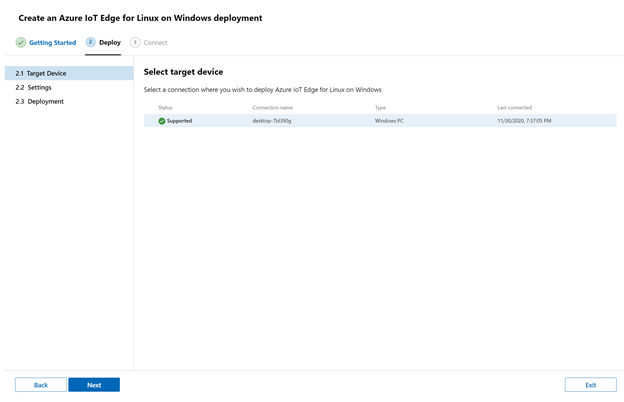 Create an Azure IoT Edge for Linux on Windows deployment
Getting Started 2 Deploy 3 Connect
2.1 Target Device
2.2 Settings
2.3 Deployment
Select target device
Select a connection where you wish to deploy Azure IoT Edge for Linux on Windows
Status Connection name Type Last connected
Supported desktop-7bl390g Windows PC 11/30/2020, 7:37:05 PM
Back Next Exit